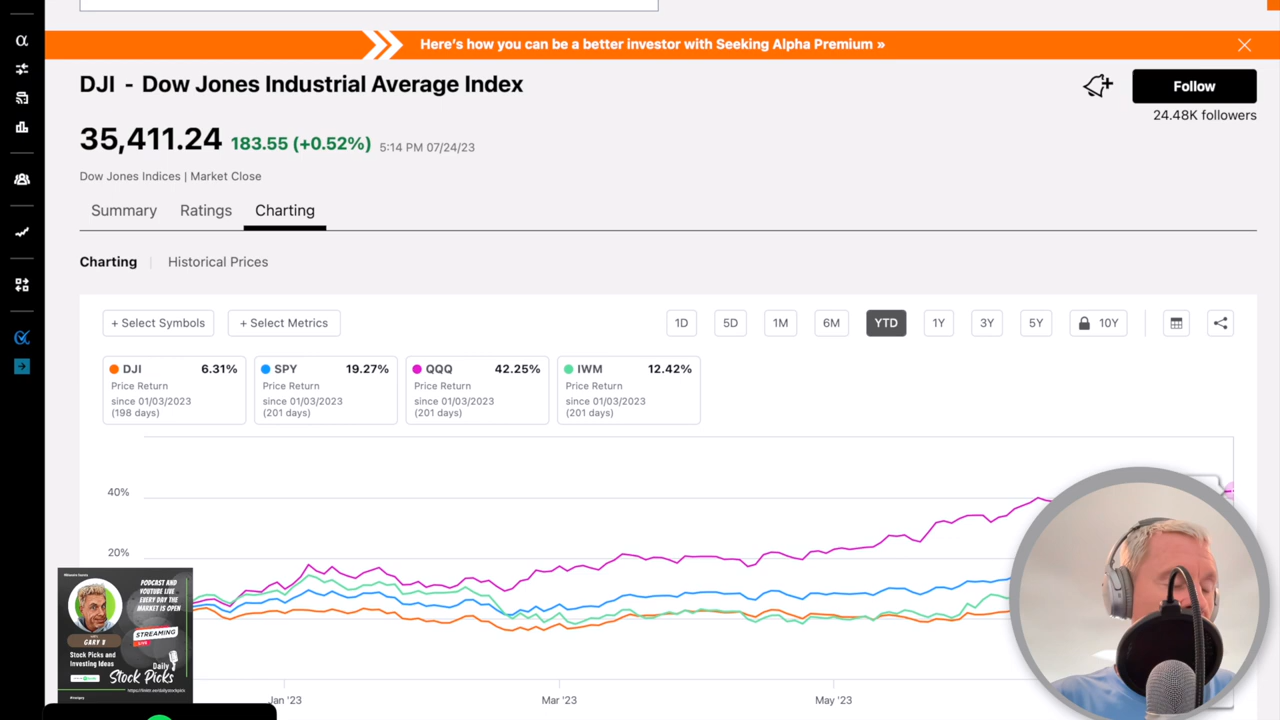 Here's how you can be a better investor with Seeking Alpha Premium »
DJI - Dow Jones Industrial Average Index
Follow
35,411.24 183.55 (+0.52%) 5:14 PM 07/24/23
24.48K followers
Dow Jones Indices | Market Close
Summary Ratings Charting
Charting Historical Prices
+ Select Symbols + Select Metrics 1D 5D 1M 6M YTD 1Y 3Y 5Y 10Y
DJI 6.31% SPY 19.27% QQQ 42.25% IWM 12.42%
Price Return Price Return Price Return Price Return
since 01/03/2023 since 01/03/2023 since 01/03/2023 since 01/03/2023
(198 days) (201 days) (201 days) (201 days)
40%
20%
PODCAST AND
YOUTUBE LIVE
EVERY DAY THE
MARKET IS OPEN
STREAMING
LIVE
GARY B
Stock Picks and
Investing Ideas
Daily
Stock Picks
Jan '23 Mar '23 May '23